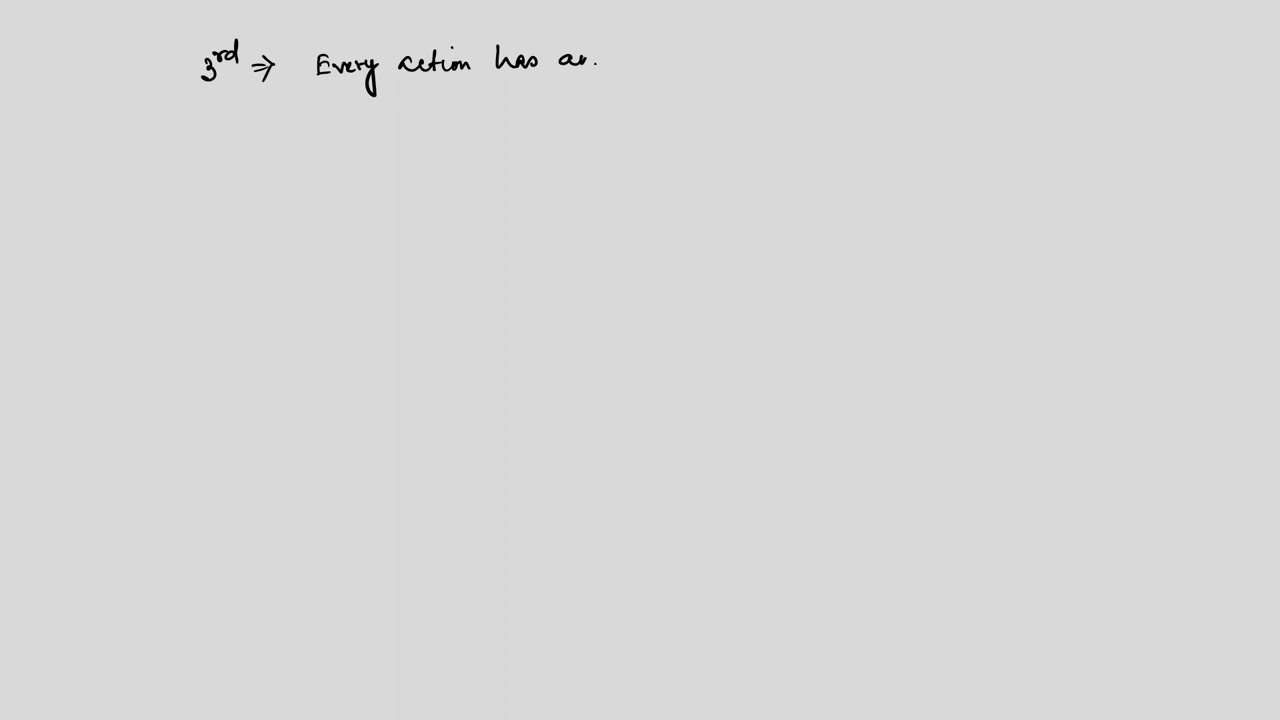 3rd ⇒ Every action has an